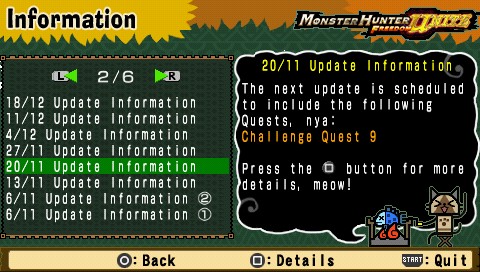 Information
MONSTER HUNTER
FREEDOM UNITE
L 2/6 R
18/12 Update Information
11/12 Update Information
4/12 Update Information
27/11 Update Information
20/11 Update Information
13/11 Update Information
6/11 Update Information ②
6/11 Update Information ①
20/11 Update Information
The next update is scheduled
to include the following
Quests, nya:
Challenge Quest 9
Press the button for more
details, meow!
: Back
: Details
START: Quit